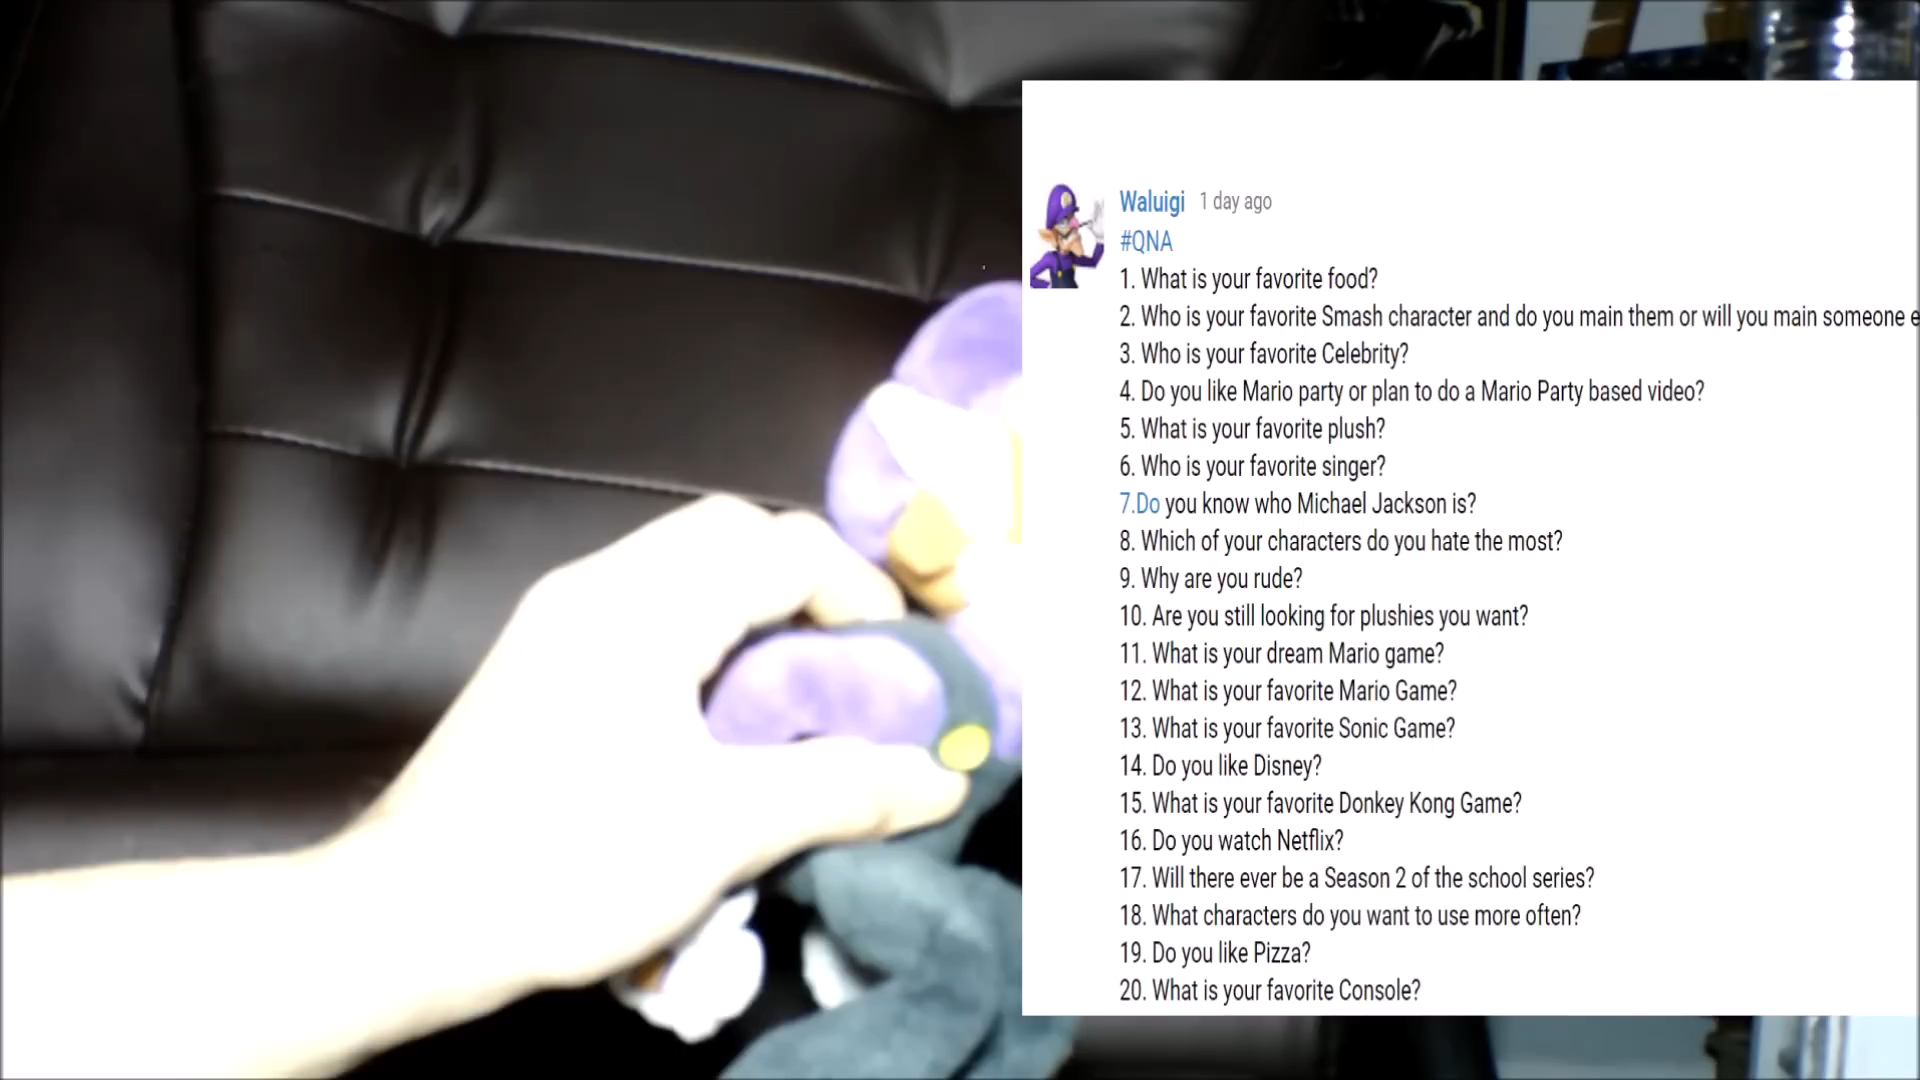 Waluigi 1 day ago
#QNA
1. What is your favorite food?
2. Who is your favorite Smash character and do you main them or will you main someone
3. Who is your favorite Celebrity?
4. Do you like Mario party or plan to do a Mario Party based video?
5. What is your favorite plush?
6. Who is your favorite singer?
7.Do you know who Michael Jackson is?
8. Which of your characters do you hate the most?
9. Why are you rude?
10. Are you still looking for plushies you want?
11. What is your dream Mario game?
12. What is your favorite Mario Game?
13. What is your favorite Sonic Game?
14. Do you like Disney?
15. What is your favorite Donkey Kong Game?
16. Do you watch Netflix?
17. Will there ever be a Season 2 of the school series?
18. What characters do you want to use more often?
19. Do you like Pizza?
20. What is your favorite Console?